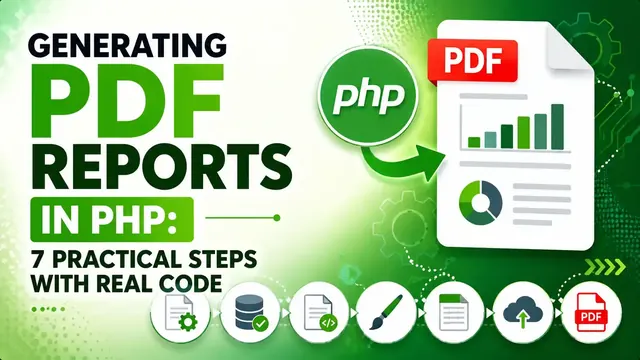 GENERATING
PDF
REPORTS
IN PHP:
7 PRACTICAL STEPS
WITH REAL CODE
php
PDF
</>
PDF